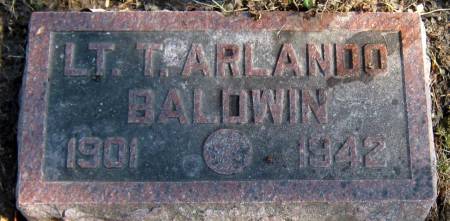 LT. T. ARLANDO
BALDWIN
1901 1942